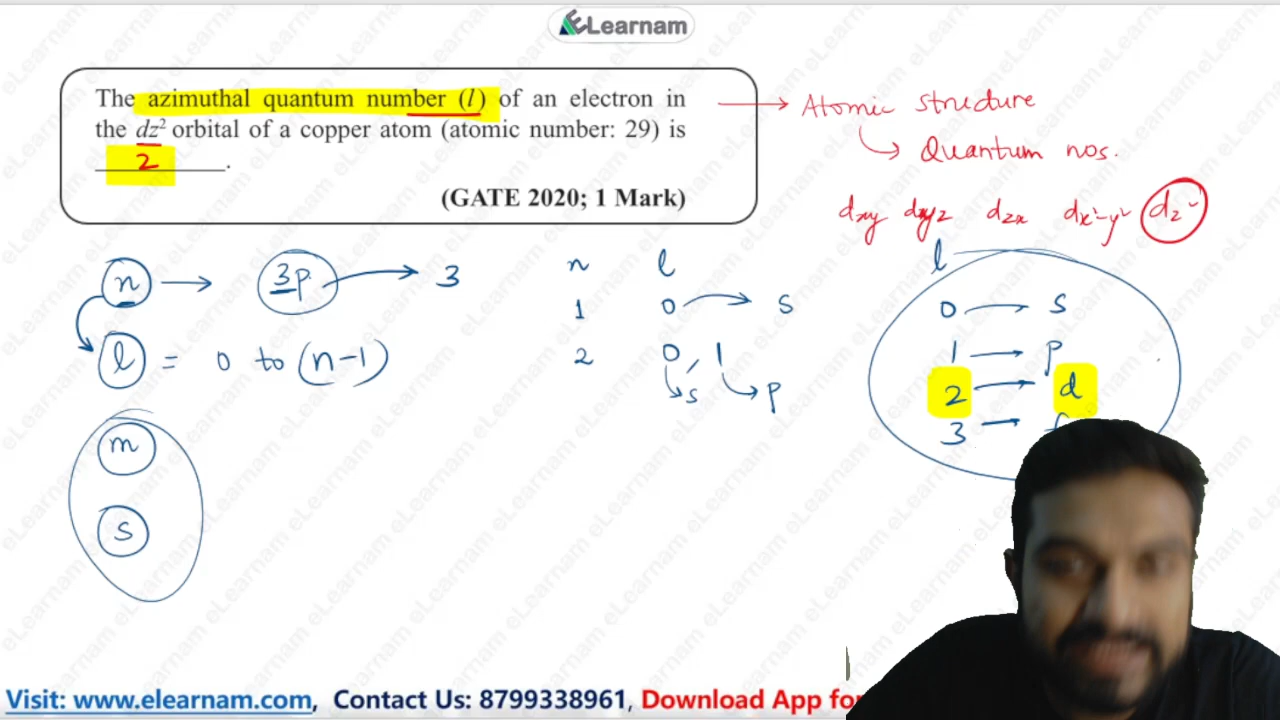 eLearnam
The azimuthal quantum number (l) of an electron in
the dz² orbital of a copper atom (atomic number: 29) is
2 .
(GATE 2020; 1 Mark)
Atomic structure
Quantum nos.
dxy dyz dzx dx²-y² dz²
n → 3p → 3
l = 0 to (n-1)
m
s
n l
1 0 → s
2 0, 1
s p
l
0 → s
1 → p
2 → d
3 →
Visit: www.elearnam.com, Contact Us: 8799338961, Download App for